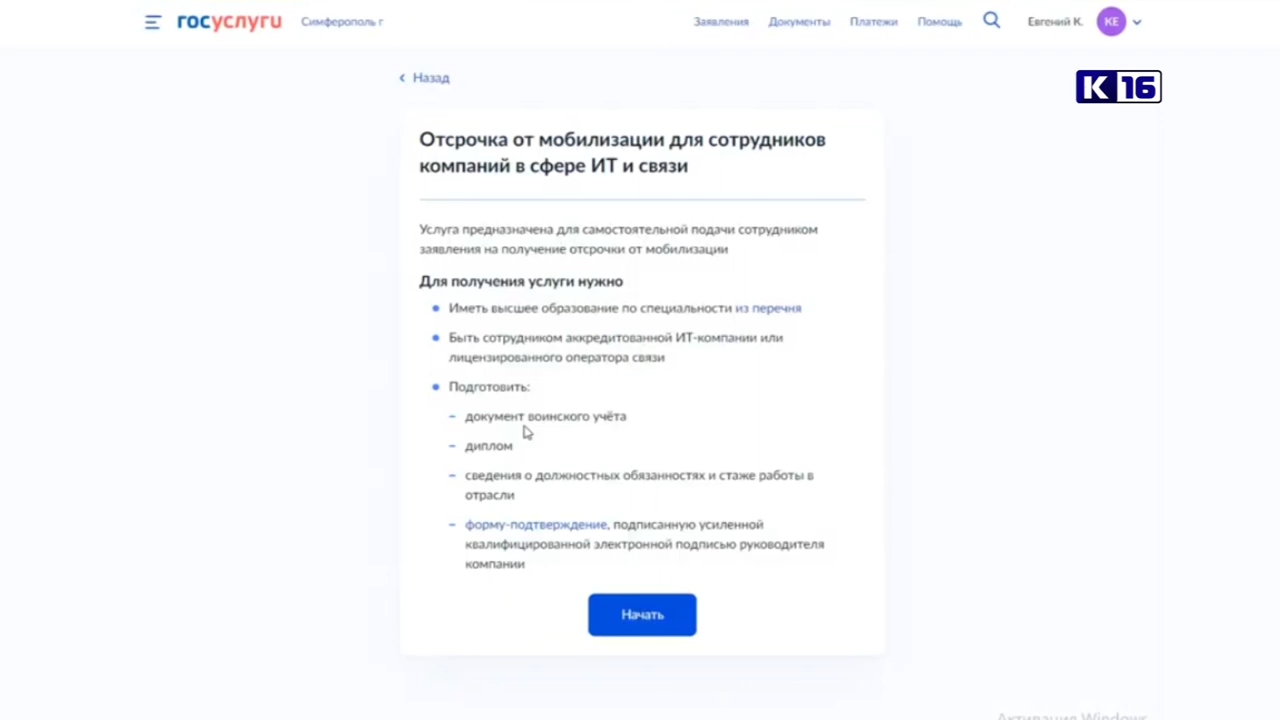 госуслуги Симферополь г Заявления Документы Платежи Помощь Евгений К. КЕ
Назад
К 16
Отсрочка от мобилизации для сотрудников
компаний в сфере ИТ и связи
Услуга предназначена для самостоятельной подачи сотрудником
заявления на получение отсрочки от мобилизации
Для получения услуги нужно
Иметь высшее образование по специальности из перечня
Быть сотрудником аккредитованной ИТ-компании или
лицензированного оператора связи
Подготовить:
– документ воинского учёта
– диплом
– сведения о должностных обязанностях и стаже работы в
отрасли
– форму-подтверждение, подписанную усиленной
квалифицированной электронной подписью руководителя
компании
Начать
Активация Windows